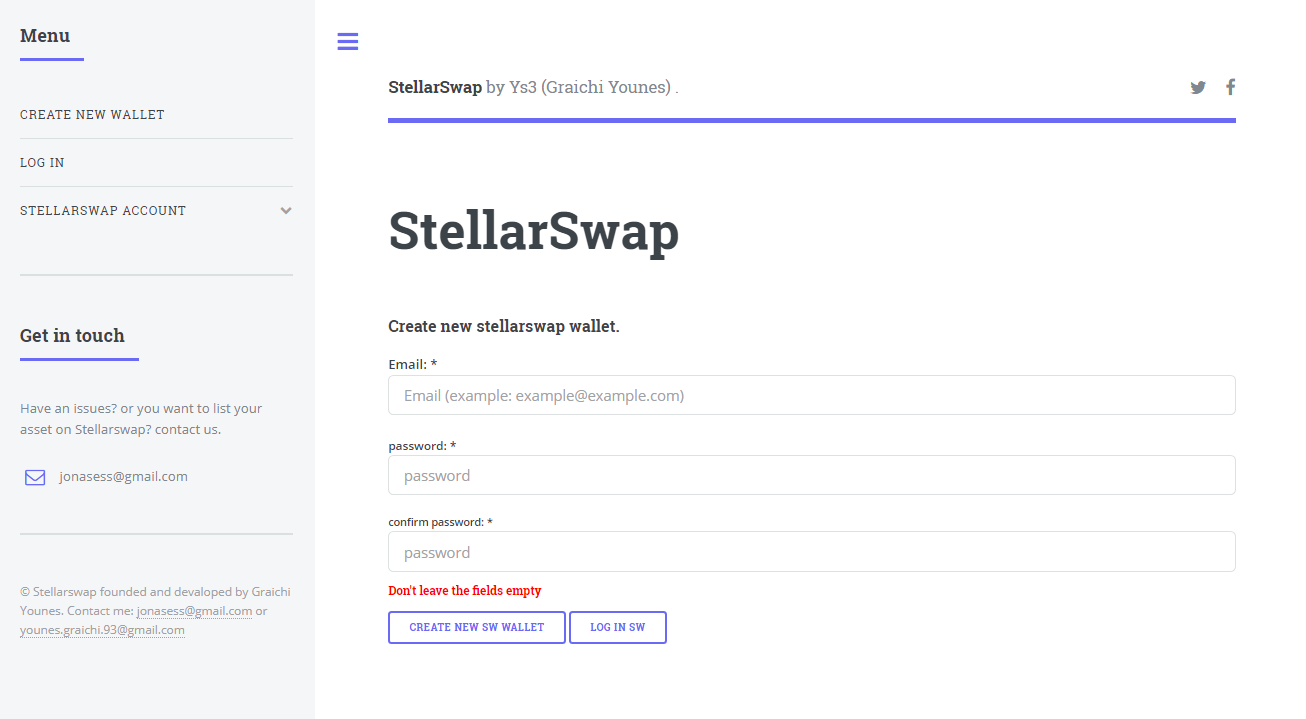 Menu
CREATE NEW WALLET
LOG IN
STELLARSWAP ACCOUNT
Get in touch
Have an issues? or you want to list your
asset on Stellarswap? contact us.
jonasess@gmail.com
© Stellarswap founded and devaloped by Graichi
Younes. Contact me: jonasess@gmail.com or
younes.graichi.93@gmail.com
StellarSwap by Ys3 (Graichi Younes) .
StellarSwap
Create new stellarswap wallet.
Email: *
Email (example: example@example.com)
password: *
password
confirm password: *
password
Don't leave the fields empty
CREATE NEW SW WALLET
LOG IN SW